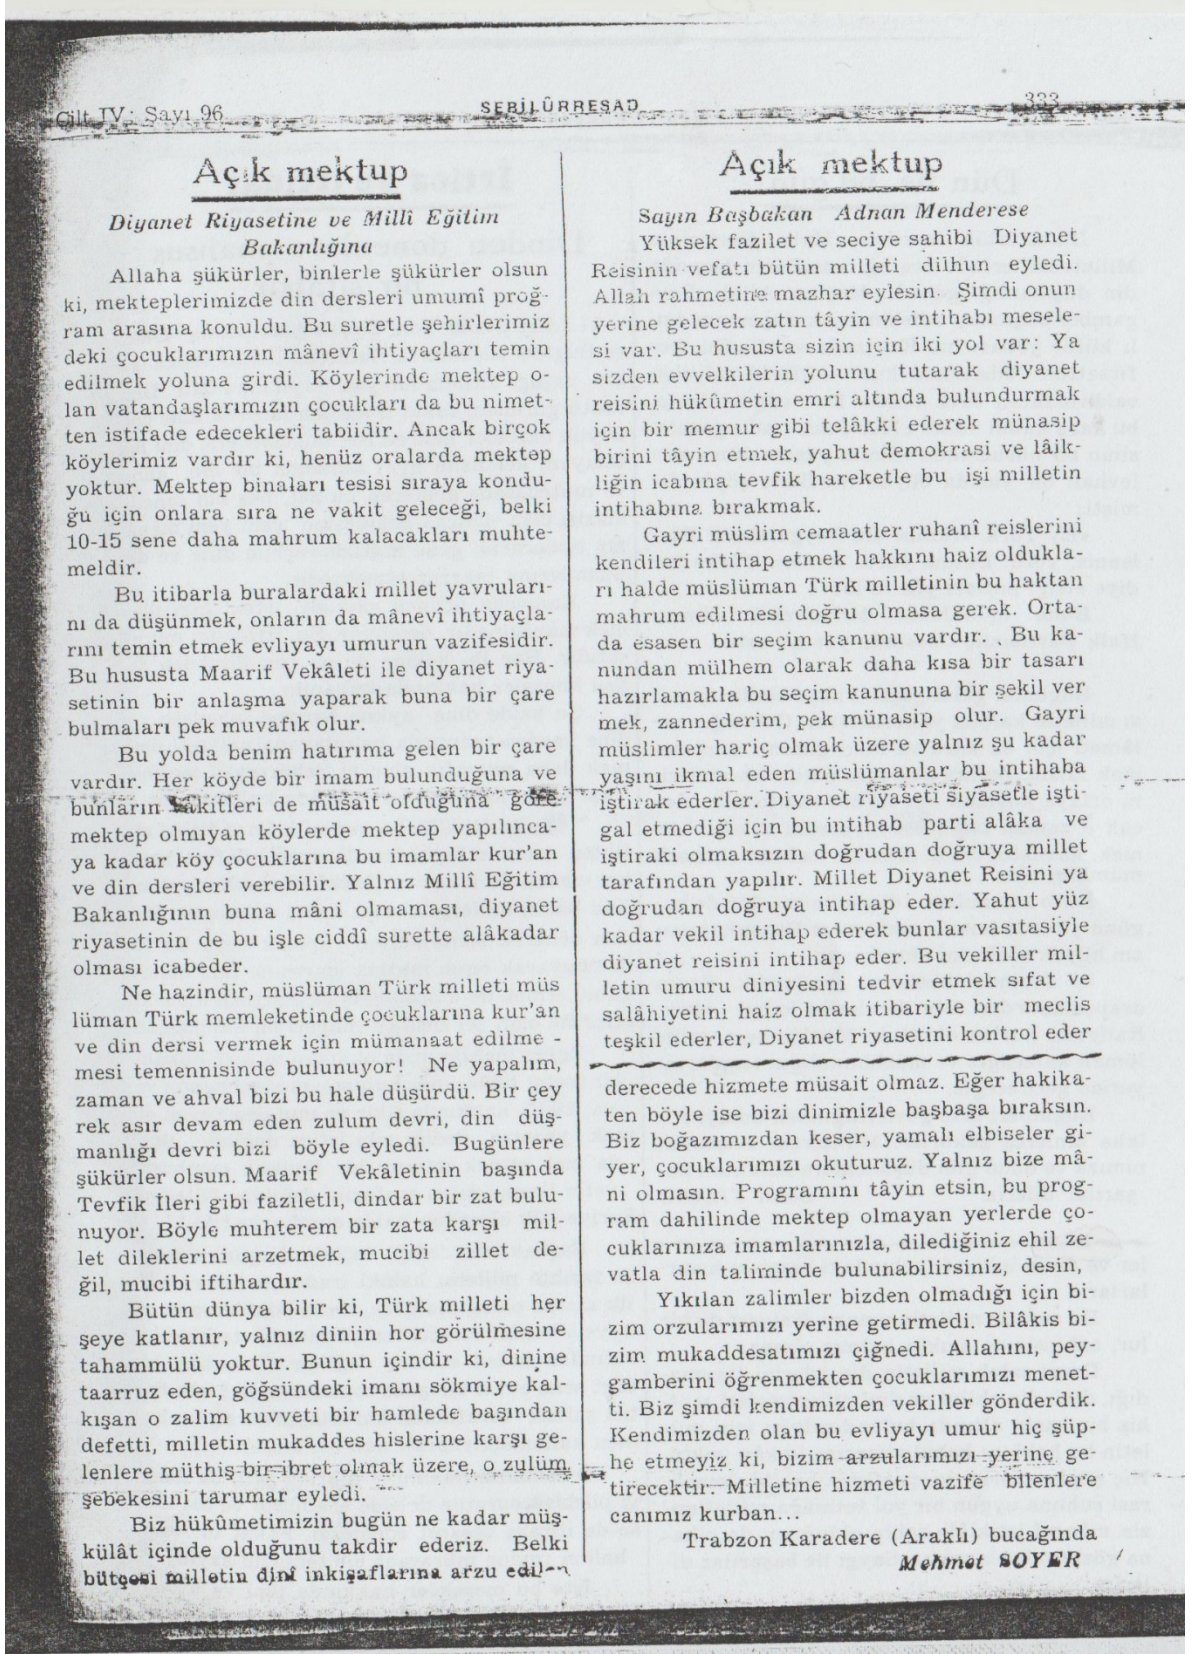 Cilt IV: Sayı 96
SEBİLÜRREŞAD
333
Açık mektup
Diyanet Riyasetine ve Millî Eğitim
Bakanlığına
Allaha şükürler, binlerle şükürler olsun
ki, mekteplerimizde din dersleri umumî proğ-
ram arasına konuldu. Bu suretle şehirlerimiz
deki çocuklarımızın mânevî ihtiyaçları temin
edilmek yoluna girdi. Köylerinde mektep o-
lan vatandaşlarımızın çocukları da bu nimet-
ten istifade edecekleri tabiidir. Ancak birçok
köylerimiz vardır ki, henüz oralarda mektep
yoktur. Mektep binaları tesisi sıraya kondu-
ğu için onlara sıra ne vakit geleceği, belki
10-15 sene daha mahrum kalacakları muhte-
meldir.
Bu itibarla buralardaki millet yavruları-
nı da düşünmek, onların da mânevî ihtiyaçla-
rını temin etmek evliyayı umurun vazifesidir.
Bu hususta Maarif Vekâleti ile diyanet riya-
setinin bir anlaşma yaparak buna bir çare
bulmaları pek muvafık olur.
Bu yolda benim hatırıma gelen bir çare
vardır. Her köyde bir imam bulunduğuna ve
bunların vakitleri de müsait olduğuna göre
mektep olmıyan köylerde mektep yapılınca-
ya kadar köy çocuklarına bu imamlar kur'an
ve din dersleri verebilir. Yalnız Millî Eğitim
Bakanlığının buna mâni olmaması, diyanet
riyasetinin de bu işle ciddî surette alâkadar
olması icabeder.
Ne hazindir, müslüman Türk milleti müs
lüman Türk memleketinde çocuklarına kur'an
ve din dersi vermek için mümanaat edilme -
mesi temennisinde bulunuyor! Ne yapalım,
zaman ve ahval bizi bu hale düşürdü. Bir çey
rek asır devam eden zulum devri, din düş-
manlığı devri bizi böyle eyledi. Bugünlere
şükürler olsun. Maarif Vekâletinin başında
Tevfik İleri gibi faziletli, dindar bir zat bulu-
nuyor. Böyle muhterem bir zata karşı mil-
let dileklerini arzetmek, mucibi zillet de-
ğil, mucibi iftihardır.
Bütün dünya bilir ki, Türk milleti her
şeye katlanır, yalnız diniin hor görülmesine
tahammülü yoktur. Bunun içindir ki, dinine
taarruz eden, göğsündeki imanı sökmiye kal-
kışan o zalim kuvveti bir hamlede başından
defetti, milletin mukaddes hislerine karşı ge-
lenlere müthiş bir ibret olmak üzere, o zulüm
şebekesini tarumar eyledi.
Biz hükûmetimizin bugün ne kadar müş-
külât içinde olduğunu takdir ederiz. Belki
bütçesi milletin dinî inkişaflarına arzu edilen
Açık mektup
Sayın Başbakan Adnan Menderese
Yüksek fazilet ve seciye sahibi Diyanet
Reisinin vefatı bütün milleti dilhun eyledi.
Allah rahmetine mazhar eylesin. Şimdi onun
yerine gelecek zatın tâyin ve intihabı mesele-
si var. Bu hususta sizin için iki yol var: Ya
sizden evvelkilerin yolunu tutarak diyanet
reisini hükûmetin emri altında bulundurmak
için bir memur gibi telâkki ederek münasip
birini tâyin etmek, yahut demokrasi ve lâik-
liğin icabına tevfik hareketle bu işi milletin
intihabına bırakmak.
Gayri müslim cemaatler ruhanî reislerini
kendileri intihap etmek hakkını haiz oldukla-
rı halde müslüman Türk milletinin bu haktan
mahrum edilmesi doğru olmasa gerek. Orta-
da esasen bir seçim kanunu vardır. Bu ka-
nundan mülhem olarak daha kısa bir tasarı
hazırlamakla bu seçim kanununa bir şekil ver
mek, zannederim, pek münasip olur. Gayri
müslimler hariç olmak üzere yalnız şu kadar
yaşını ikmal eden müslümanlar bu intihaba
iştirak ederler. Diyanet riyaseti siyasetle işti-
gal etmediği için bu intihab parti alâka ve
iştiraki olmaksızın doğrudan doğruya millet
tarafından yapılır. Millet Diyanet Reisini ya
doğrudan doğruya intihap eder. Yahut yüz
kadar vekil intihap ederek bunlar vasıtasiyle
diyanet reisini intihap eder. Bu vekiller mil-
letin umuru diniyesini tedvir etmek sıfat ve
salâhiyetini haiz olmak itibariyle bir meclis
teşkil ederler, Diyanet riyasetini kontrol eder
derecede hizmete müsait olmaz. Eğer hakika-
ten böyle ise bizi dinimizle başbaşa bıraksın.
Biz boğazımızdan keser, yamalı elbiseler gi-
yer, çocuklarımızı okuturuz. Yalnız bize mâ-
ni olmasın. Programını tâyin etsin, bu prog-
ram dahilinde mektep olmayan yerlerde ço-
cuklarınıza imamlarınızla, dilediğiniz ehil ze-
vatla din taliminde bulunabilirsiniz, desin,
Yıkılan zalimler bizden olmadığı için bi-
zim orzularımızı yerine getirmedi. Bilâkis bi-
zim mukaddesatımızı çiğnedi. Allahını, pey-
gamberini öğrenmekten çocuklarımızı menet-
ti. Biz şimdi kendimizden vekiller gönderdik.
Kendimizden olan bu evliyayı umur hiç şüp-
he etmeyiz ki, bizim arzularımızı yerine ge-
tirecektir. Milletine hizmeti vazife bilenlere
canımız kurban...
Trabzon Karadere (Araklı) bucağında
Mehmet SOYER